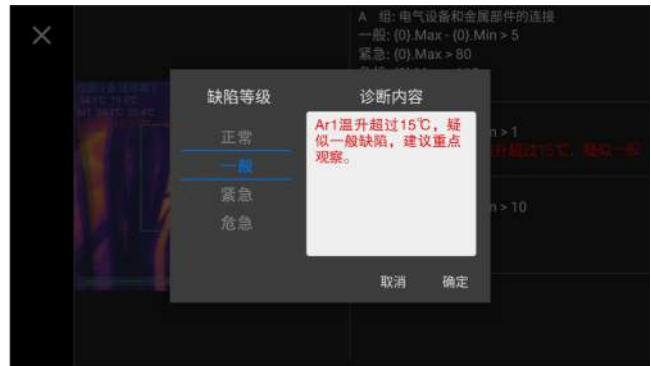 A 组: 电气设备和金属部件的连接
一般: {0}.Max - {0}.Min > 5
紧急: {0}.Max > 80
缺陷等级
诊断内容
正常
一般
紧急
危急
Ar1温升超过15℃，疑
似一般缺陷，建议重点
观察。
n > 1
升超过15℃，疑似一般
n > 10
取消
确定